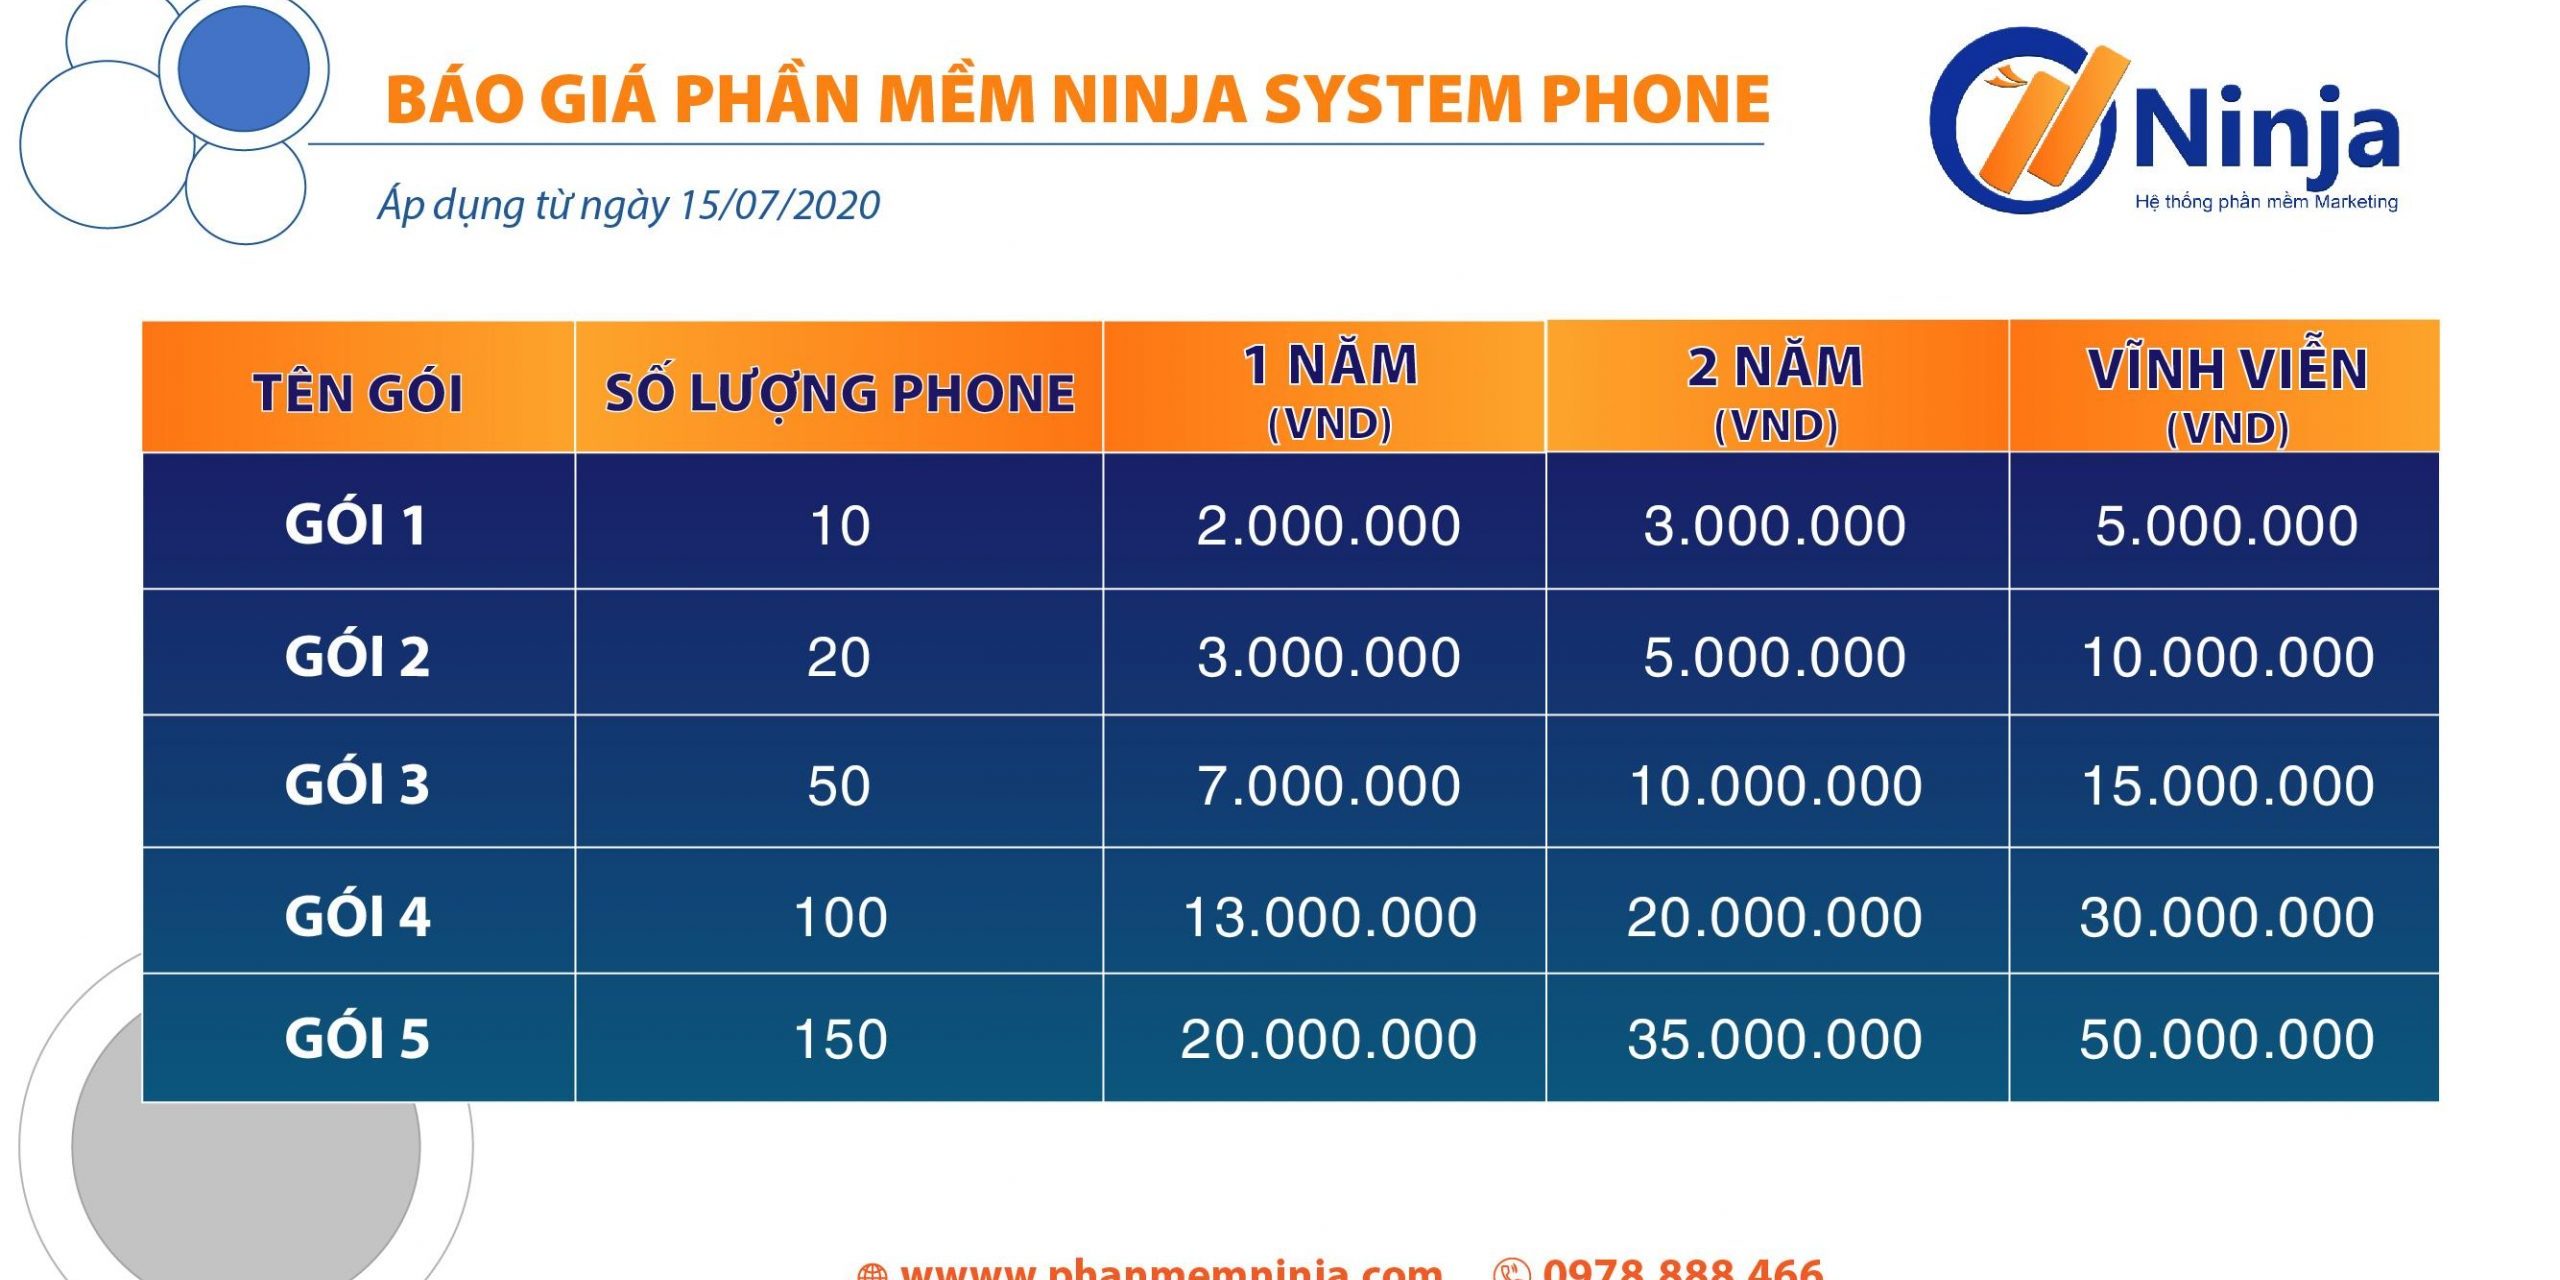 BÁO GIÁ PHẦN MỀM NINJA SYSTEM PHONE
Áp dụng từ ngày 15/07/2020
Ninja
Hệ thống phần mềm Marketing
TÊN GÓI SỐ LƯỢNG PHONE 1 NĂM (VND) 2 NĂM (VND) VĨNH VIỄN (VND)
GÓI 1 10 2.000.000 3.000.000 5.000.000
GÓI 2 20 3.000.000 5.000.000 10.000.000
GÓI 3 50 7.000.000 10.000.000 15.000.000
GÓI 4 100 13.000.000 20.000.000 30.000.000
GÓI 5 150 20.000.000 35.000.000 50.000.000
wwww.phanmemninja.com 0978.888.466